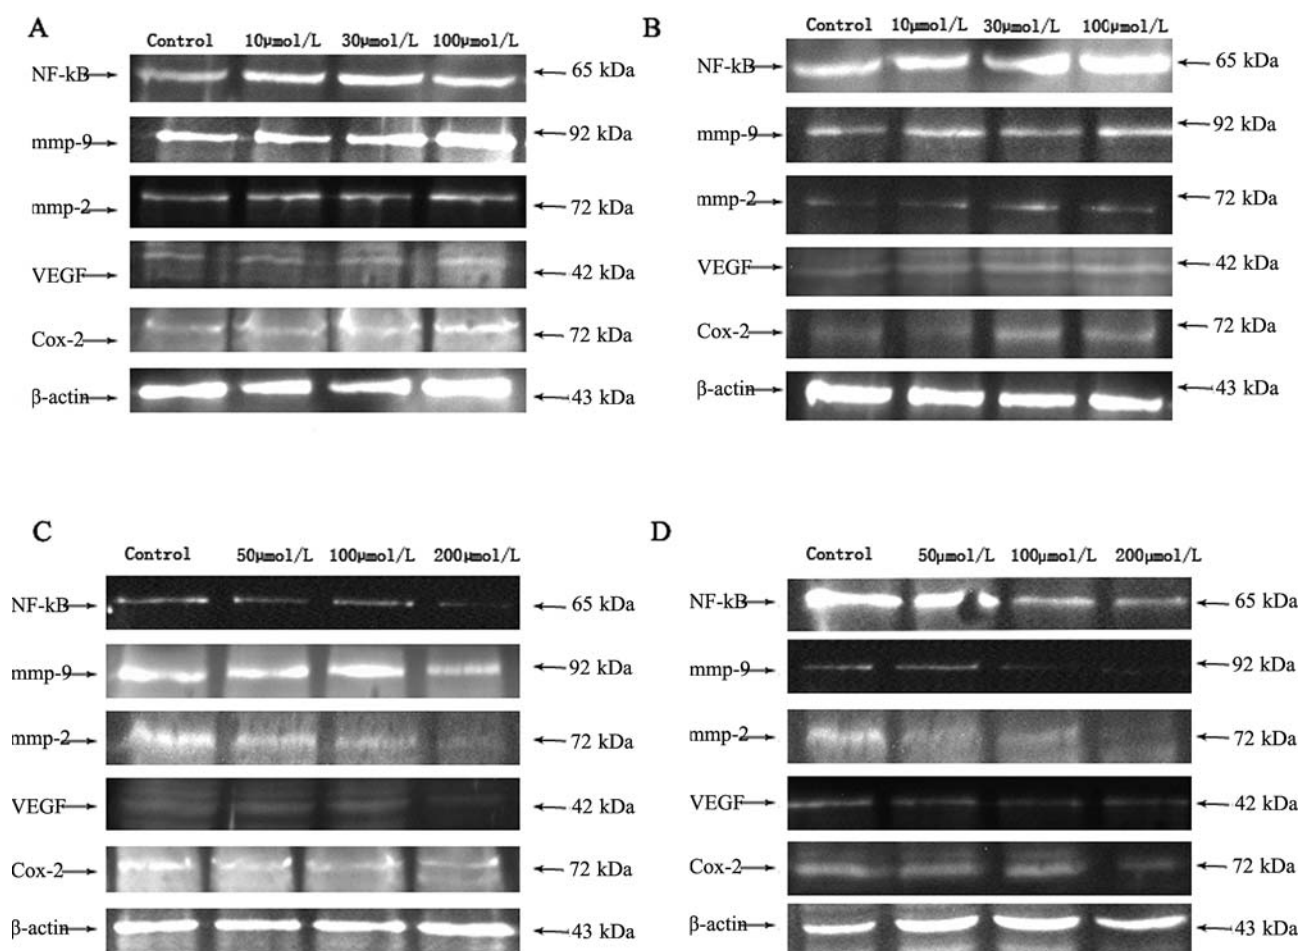 A
Control 10μmol/L 30μmol/L 100μmol/L
NF-kB 65 kDa
mmp-9 92 kDa
mmp-2 72 kDa
VEGF 42 kDa
Cox-2 72 kDa
β-actin 43 kDa
B
Control 10μmol/L 30μmol/L 100μmol/L
NF-kB 65 kDa
mmp-9 92 kDa
mmp-2 72 kDa
VEGF 42 kDa
Cox-2 72 kDa
β-actin 43 kDa
C
Control 50μmol/L 100μmol/L 200μmol/L
NF-kB 65 kDa
mmp-9 92 kDa
mmp-2 72 kDa
VEGF 42 kDa
Cox-2 72 kDa
β-actin 43 kDa
D
Control 50μmol/L 100μmol/L 200μmol/L
NF-kB 65 kDa
mmp-9 92 kDa
mmp-2 72 kDa
VEGF 42 kDa
Cox-2 72 kDa
β-actin 43 kDa